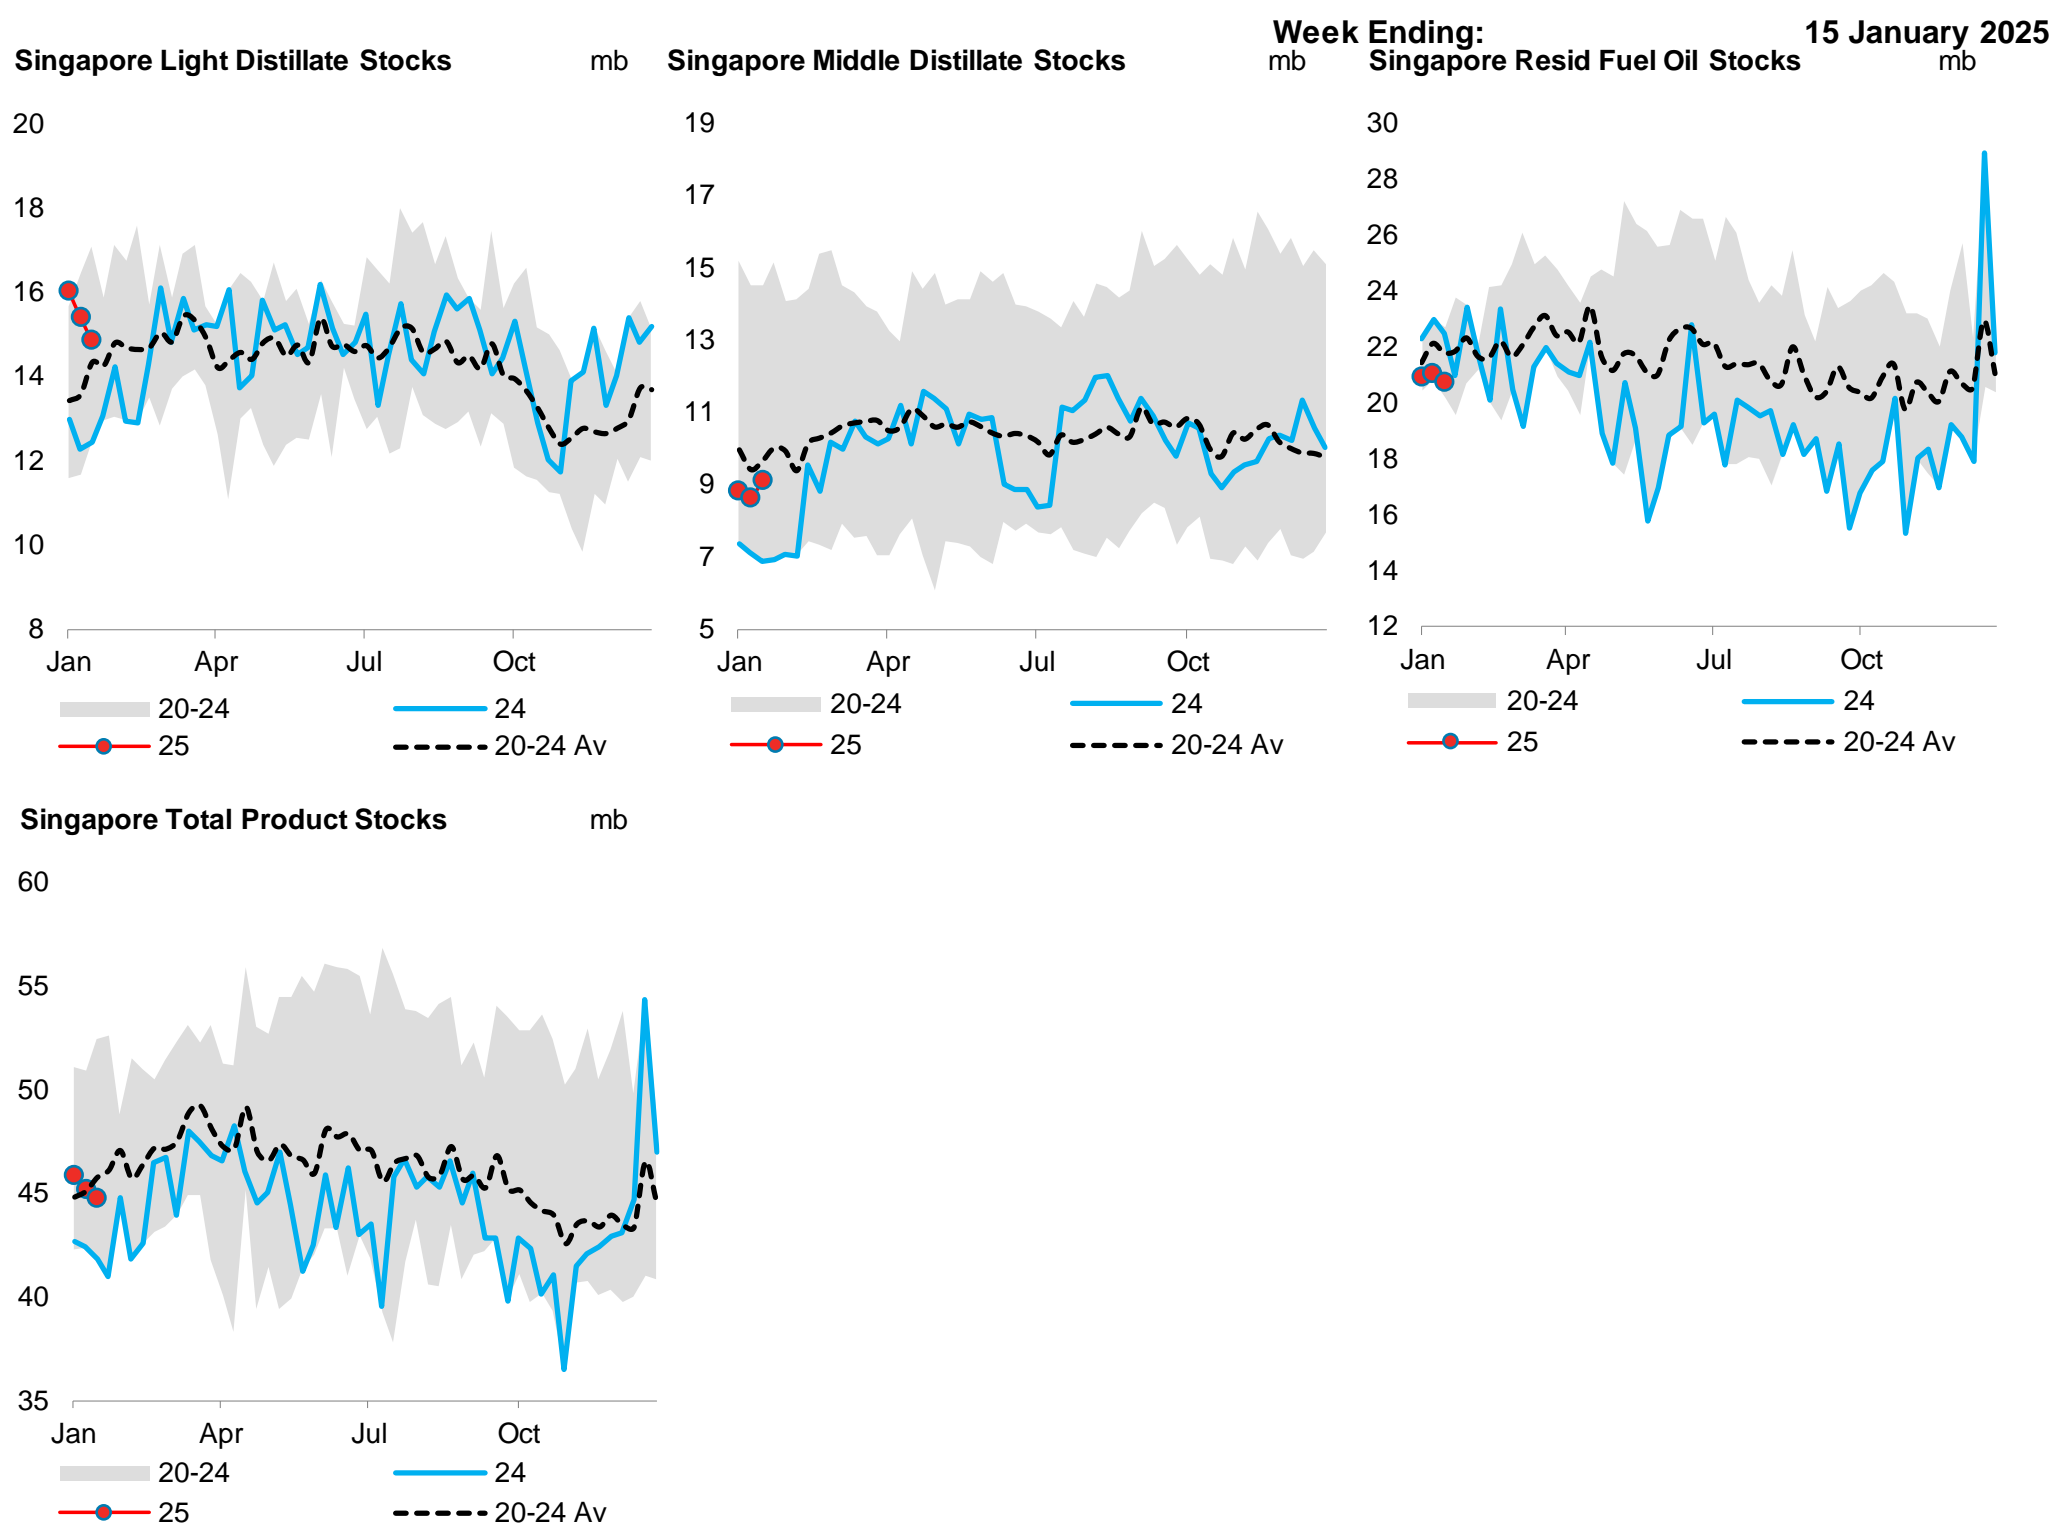 Week Ending: 15 January 2025
Singapore Light Distillate Stocks mb
20
18
16
14
12
10
8
Jan Apr Jul Oct
20-24 24
25 20-24 Av
Singapore Middle Distillate Stocks mb
19
17
15
13
11
9
7
5
Jan Apr Jul Oct
20-24 24
25 20-24 Av
Singapore Resid Fuel Oil Stocks mb
30
28
26
24
22
20
18
16
14
12
Jan Apr Jul Oct
20-24 24
25 20-24 Av
Singapore Total Product Stocks mb
60
55
50
45
40
35
Jan Apr Jul Oct
20-24 24
25 20-24 Av